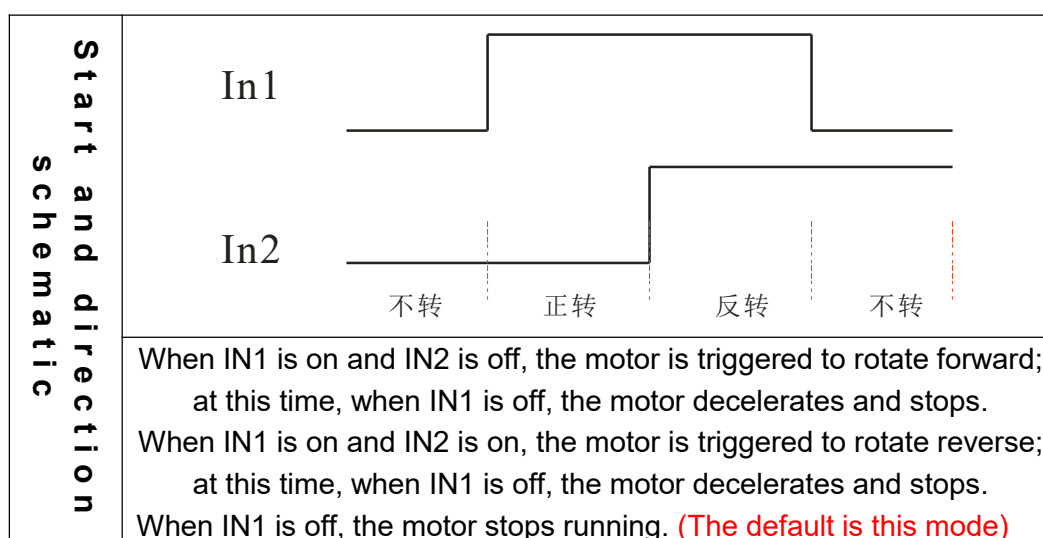 Start and direction
schematic
In1
In2
不转 正转 反转 不转
When IN1 is on and IN2 is off, the motor is triggered to rotate forward;
at this time, when IN1 is off, the motor decelerates and stops.
When IN1 is on and IN2 is on, the motor is triggered to rotate reverse;
at this time, when IN1 is off, the motor decelerates and stops.
When IN1 is off, the motor stops running. (The default is this mode)